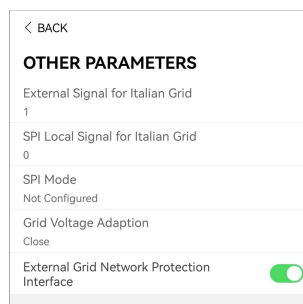 < BACK
OTHER PARAMETERS
External Signal for Italian Grid
1
SPI Local Signal for Italian Grid
0
SPI Mode
Not Configured
Grid Voltage Adaption
Close
External Grid Network Protection
Interface